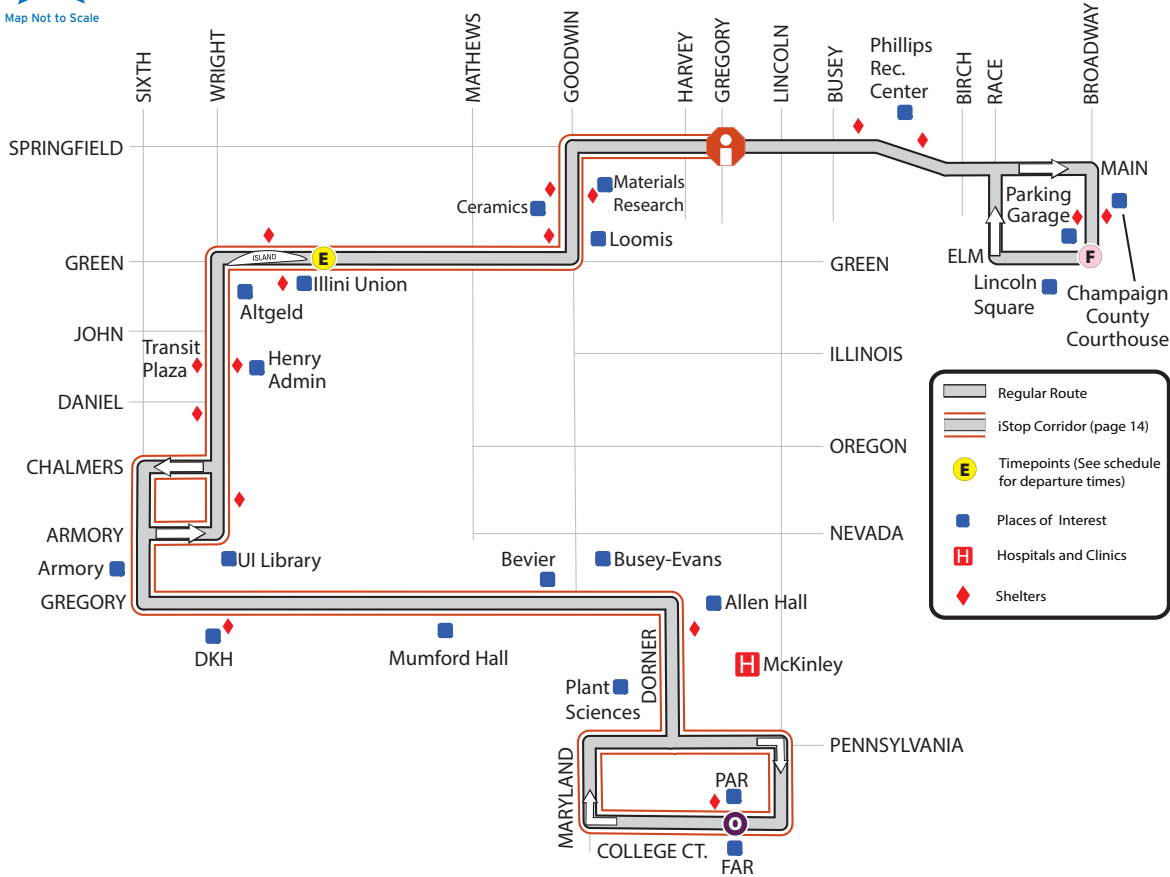 Map Not to Scale
SIXTH
WRIGHT
MATHEWS
GOODWIN
HARVEY
GREGORY
LINCOLN
BUSEY
Phillips
Rec.
Center
BIRCH
RACE
BROADWAY
SPRINGFIELD
MAIN
Materials
Research
Ceramics
Parking
Garage
Loomis
GREEN
ISLAND
E
GREEN
ELM
F
Illini Union
Lincoln
Square
Champaign
County
Courthouse
Altgeld
JOHN
Transit
Plaza
Henry
Admin
ILLINOIS
DANIEL
Regular Route
iStop Corridor (page 14)
E
Timepoints (See schedule
for departure times)
Places of Interest
H
Hospitals and Clinics
Shelters
OREGON
CHALMERS
ARMORY
NEVADA
Armory
UI Library
Bevier
Busey-Evans
GREGORY
Allen Hall
DKH
Mumford Hall
DORNER
H
McKinley
Plant
Sciences
PENNSYLVANIA
MARYLAND
PAR
O
COLLEGE CT.
FAR